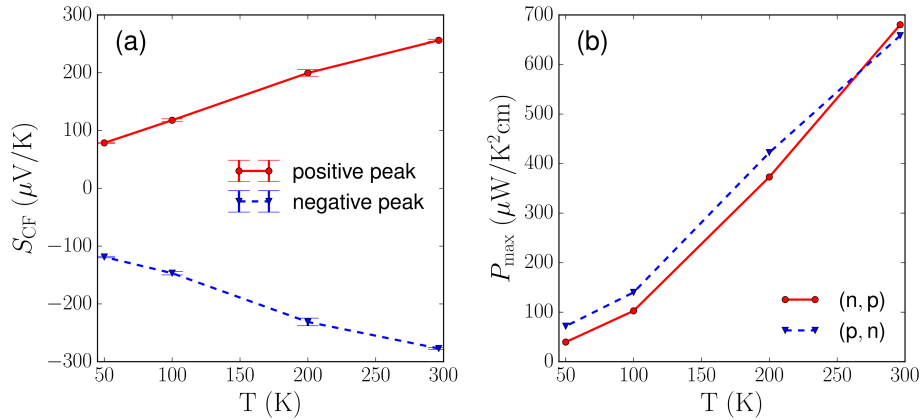 (a)
300
200
100
0
−100
−200
−300
S_CF (μV/K)
positive peak
negative peak
50 100 150 200 250 300
T (K)
(b)
700
600
500
400
300
200
100
0
P_max (μW/K²cm)
(n, p)
(p, n)
50 100 150 200 250 300
T (K)